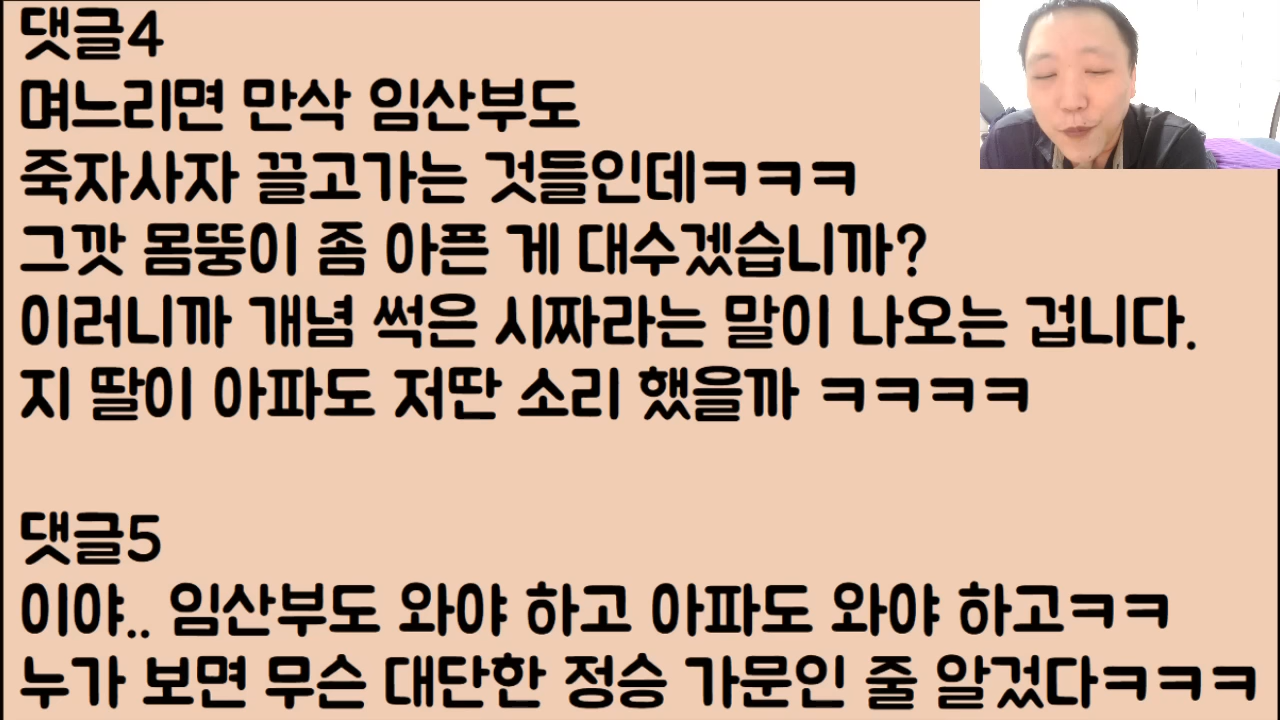 댓글4
며느리면 만삭 임산부도
죽자사자 끌고가는 것들인데ㅋㅋㅋ
그깟 몸뚱이 좀 아픈 게 대수겠습니까?
이러니까 개념 썩은 시짜라는 말이 나오는 겁니다.
지 딸이 아파도 저딴 소리 했을까 ㅋㅋㅋㅋ
댓글5
이야.. 임산부도 와야 하고 아파도 와야 하고ㅋㅋ
누가 보면 무슨 대단한 정승 가문인 줄 알겄다ㅋㅋㅋ